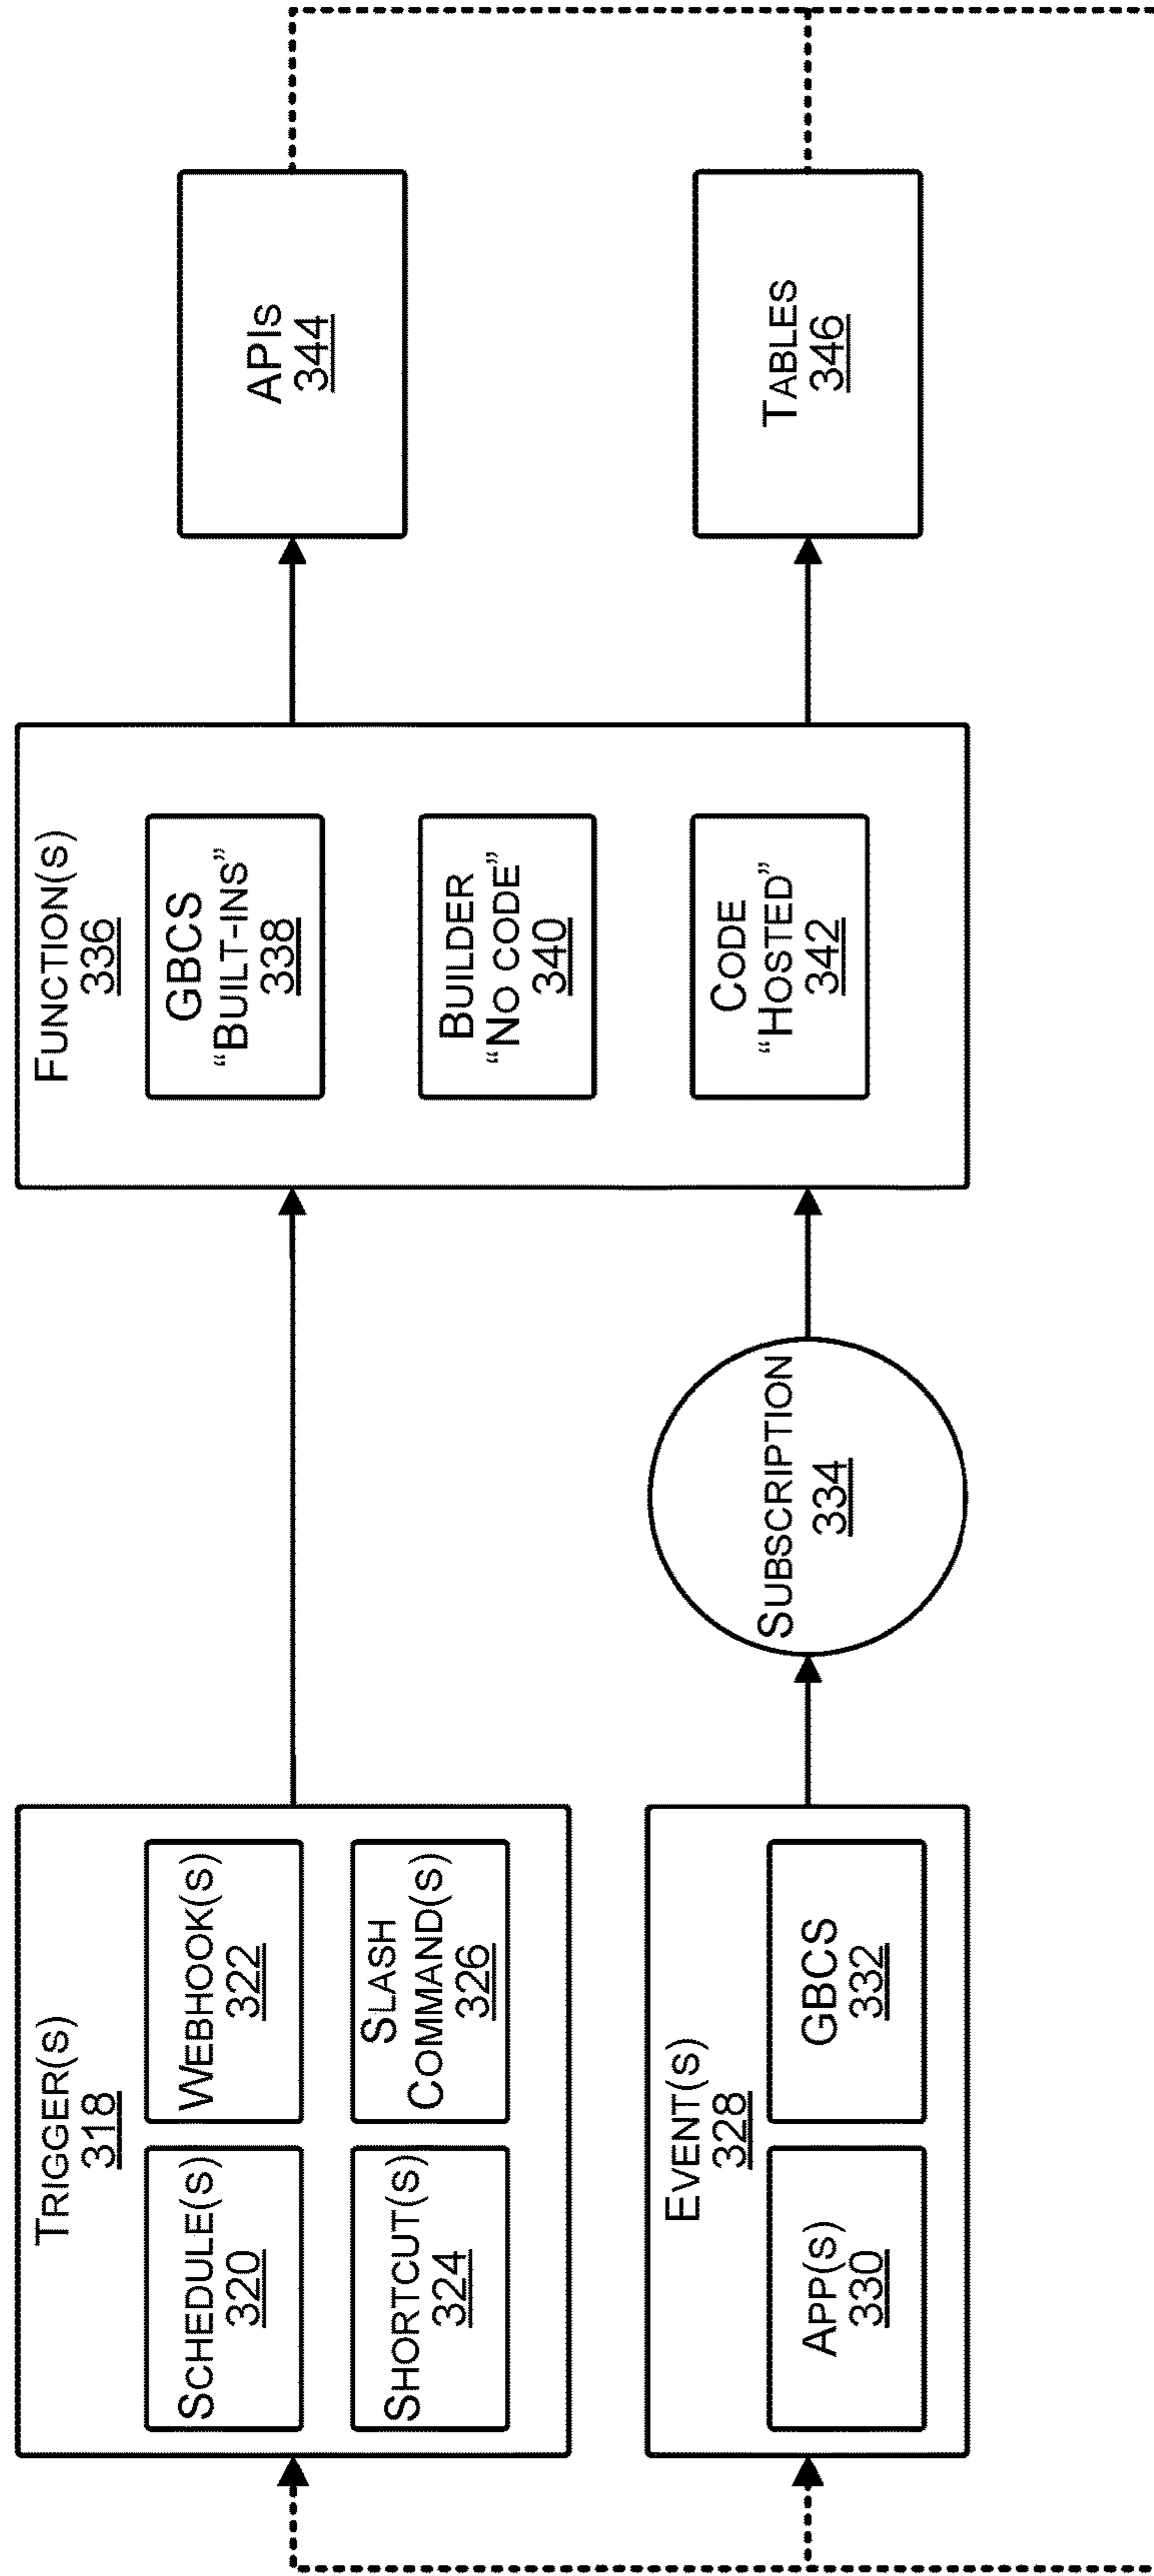 TRIGGER(S)
318
SCHEDULE(S)
320
WEBHOOK(S)
322
SHORTCUT(S)
324
SLASH
COMMAND(S)
326
EVENT(S)
328
APP(S)
330
GBCS
332
SUBSCRIPTION
334
FUNCTION(S)
336
GBCS
“BUILT-INS”
338
BUILDER
“NO CODE”
340
CODE
“HOSTED”
342
APIS
344
TABLES
346